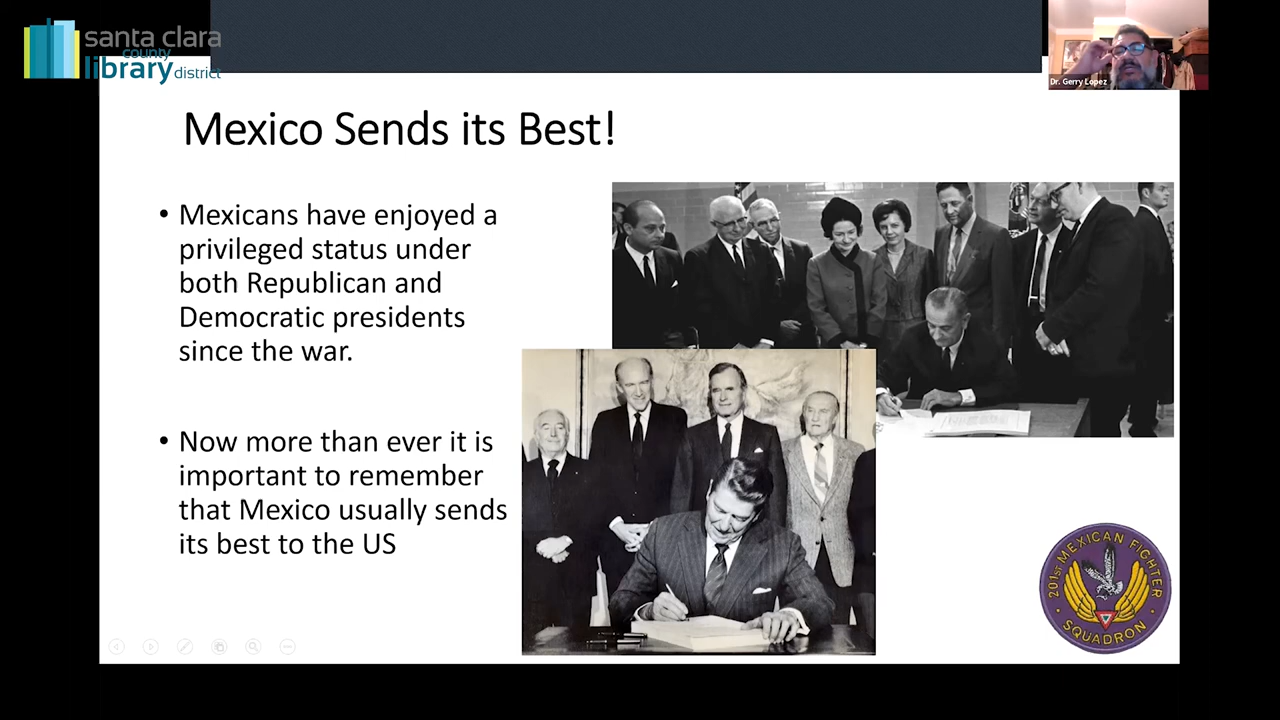 santa clara
county
library district
Dr. Gerry Lopez
Mexico Sends its Best!
• Mexicans have enjoyed a
privileged status under
both Republican and
Democratic presidents
since the war.
• Now more than ever it is
important to remember
that Mexico usually sends
its best to the US
201ST MEXICAN FIGHTER
SQUADRON